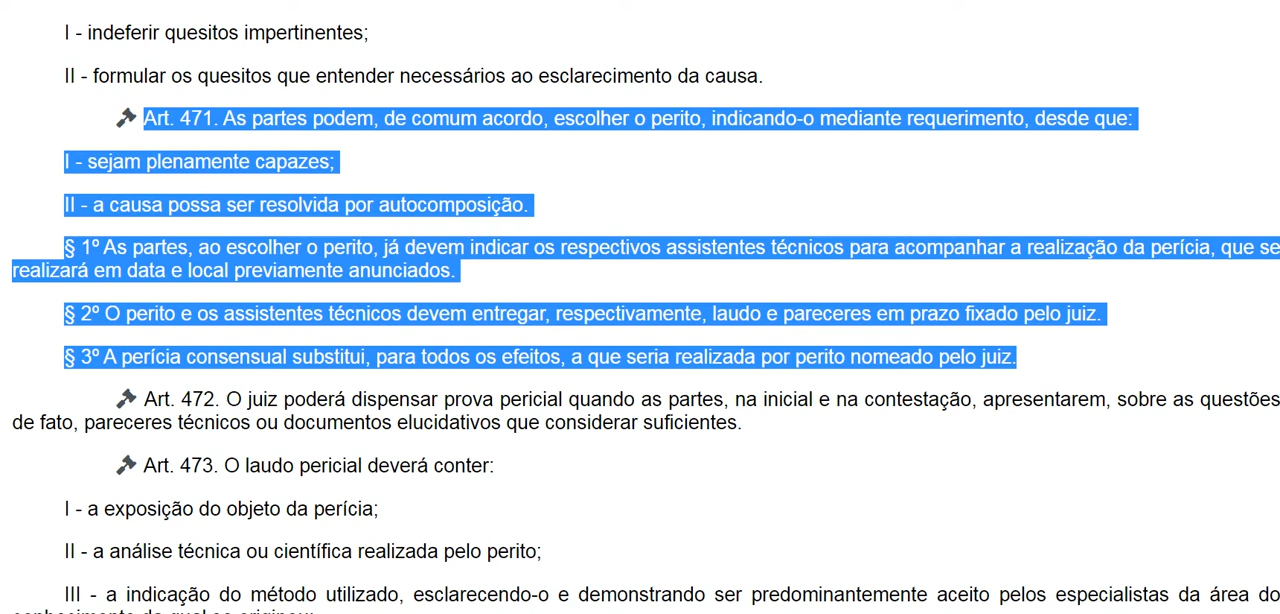 I - indeferir quesitos impertinentes;
II - formular os quesitos que entender necessários ao esclarecimento da causa.
Art. 471. As partes podem, de comum acordo, escolher o perito, indicando-o mediante requerimento, desde que:
I - sejam plenamente capazes;
II - a causa possa ser resolvida por autocomposição.
§ 1º As partes, ao escolher o perito, já devem indicar os respectivos assistentes técnicos para acompanhar a realização da perícia, que se
realizará em data e local previamente anunciados.
§ 2º O perito e os assistentes técnicos devem entregar, respectivamente, laudo e pareceres em prazo fixado pelo juiz.
§ 3º A perícia consensual substitui, para todos os efeitos, a que seria realizada por perito nomeado pelo juiz.
Art. 472. O juiz poderá dispensar prova pericial quando as partes, na inicial e na contestação, apresentarem, sobre as questões
de fato, pareceres técnicos ou documentos elucidativos que considerar suficientes.
Art. 473. O laudo pericial deverá conter:
I - a exposição do objeto da perícia;
II - a análise técnica ou científica realizada pelo perito;
III - a indicação do método utilizado, esclarecendo-o e demonstrando ser predominantemente aceito pelos especialistas da área do